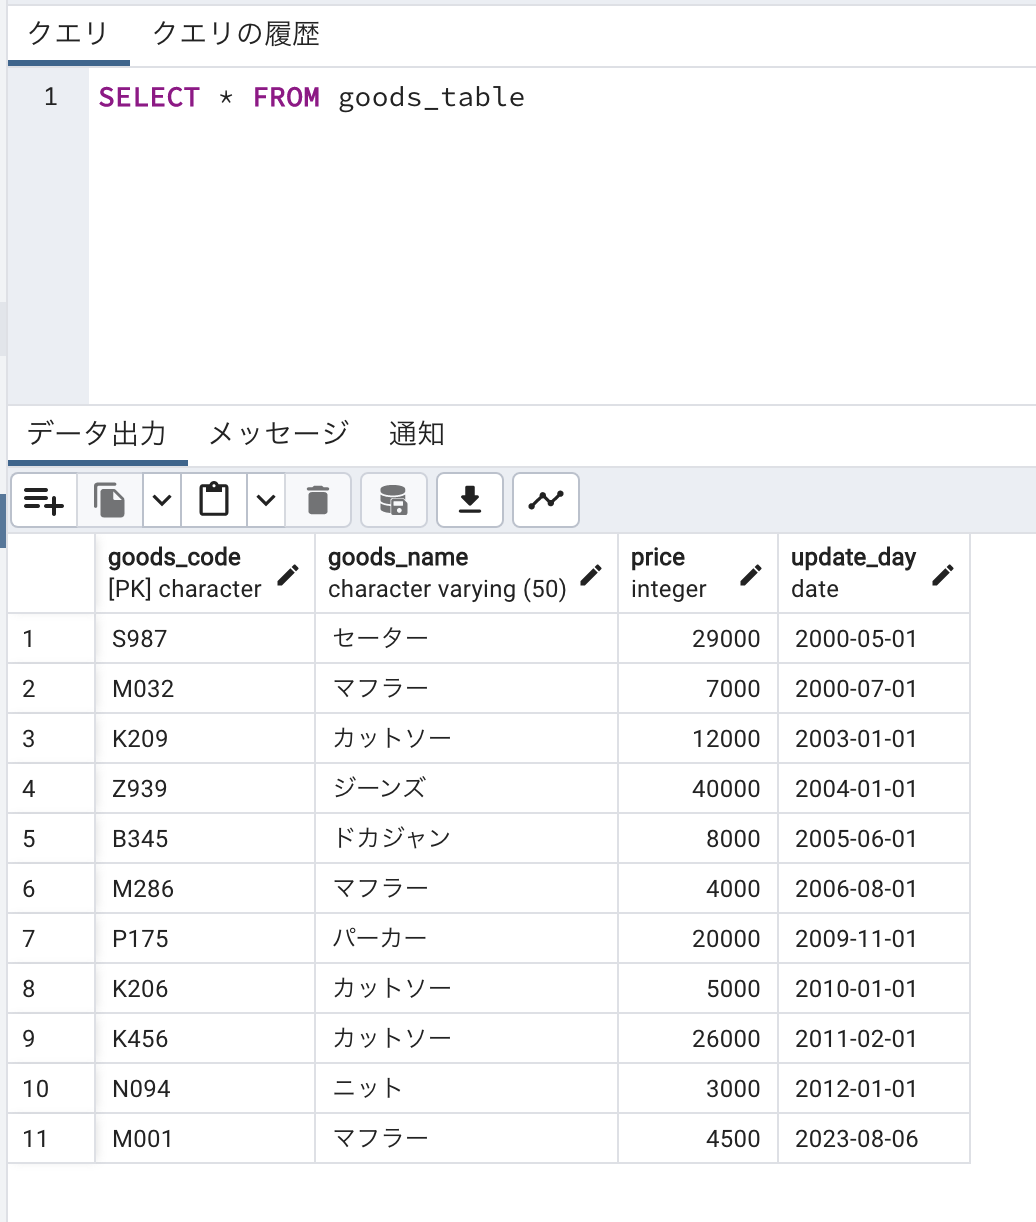 クエリ クエリの履歴
1 SELECT * FROM goods_table
データ出力 メッセージ 通知
goods_code goods_name price update_day
[PK] character character varying (50) integer date
1 S987 セーター 29000 2000-05-01
2 M032 マフラー 7000 2000-07-01
3 K209 カットソー 12000 2003-01-01
4 Z939 ジーンズ 40000 2004-01-01
5 B345 ドカジャン 8000 2005-06-01
6 M286 マフラー 4000 2006-08-01
7 P175 パーカー 20000 2009-11-01
8 K206 カットソー 5000 2010-01-01
9 K456 カットソー 26000 2011-02-01
10 N094 ニット 3000 2012-01-01
11 M001 マフラー 4500 2023-08-06